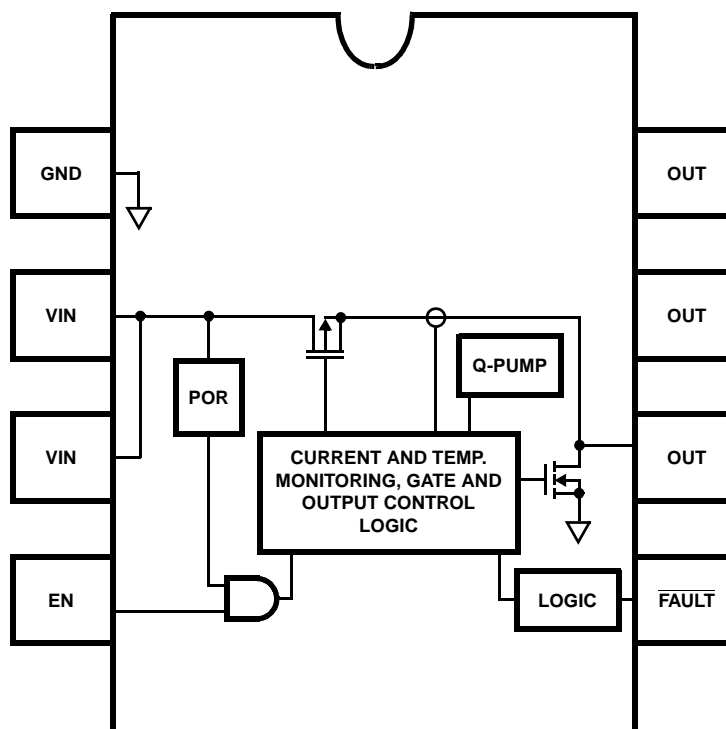 GND
OUT
VIN
OUT
Q-PUMP
POR
VIN
CURRENT AND TEMP.
MONITORING, GATE AND
OUTPUT CONTROL
LOGIC
OUT
EN
LOGIC
FAULT